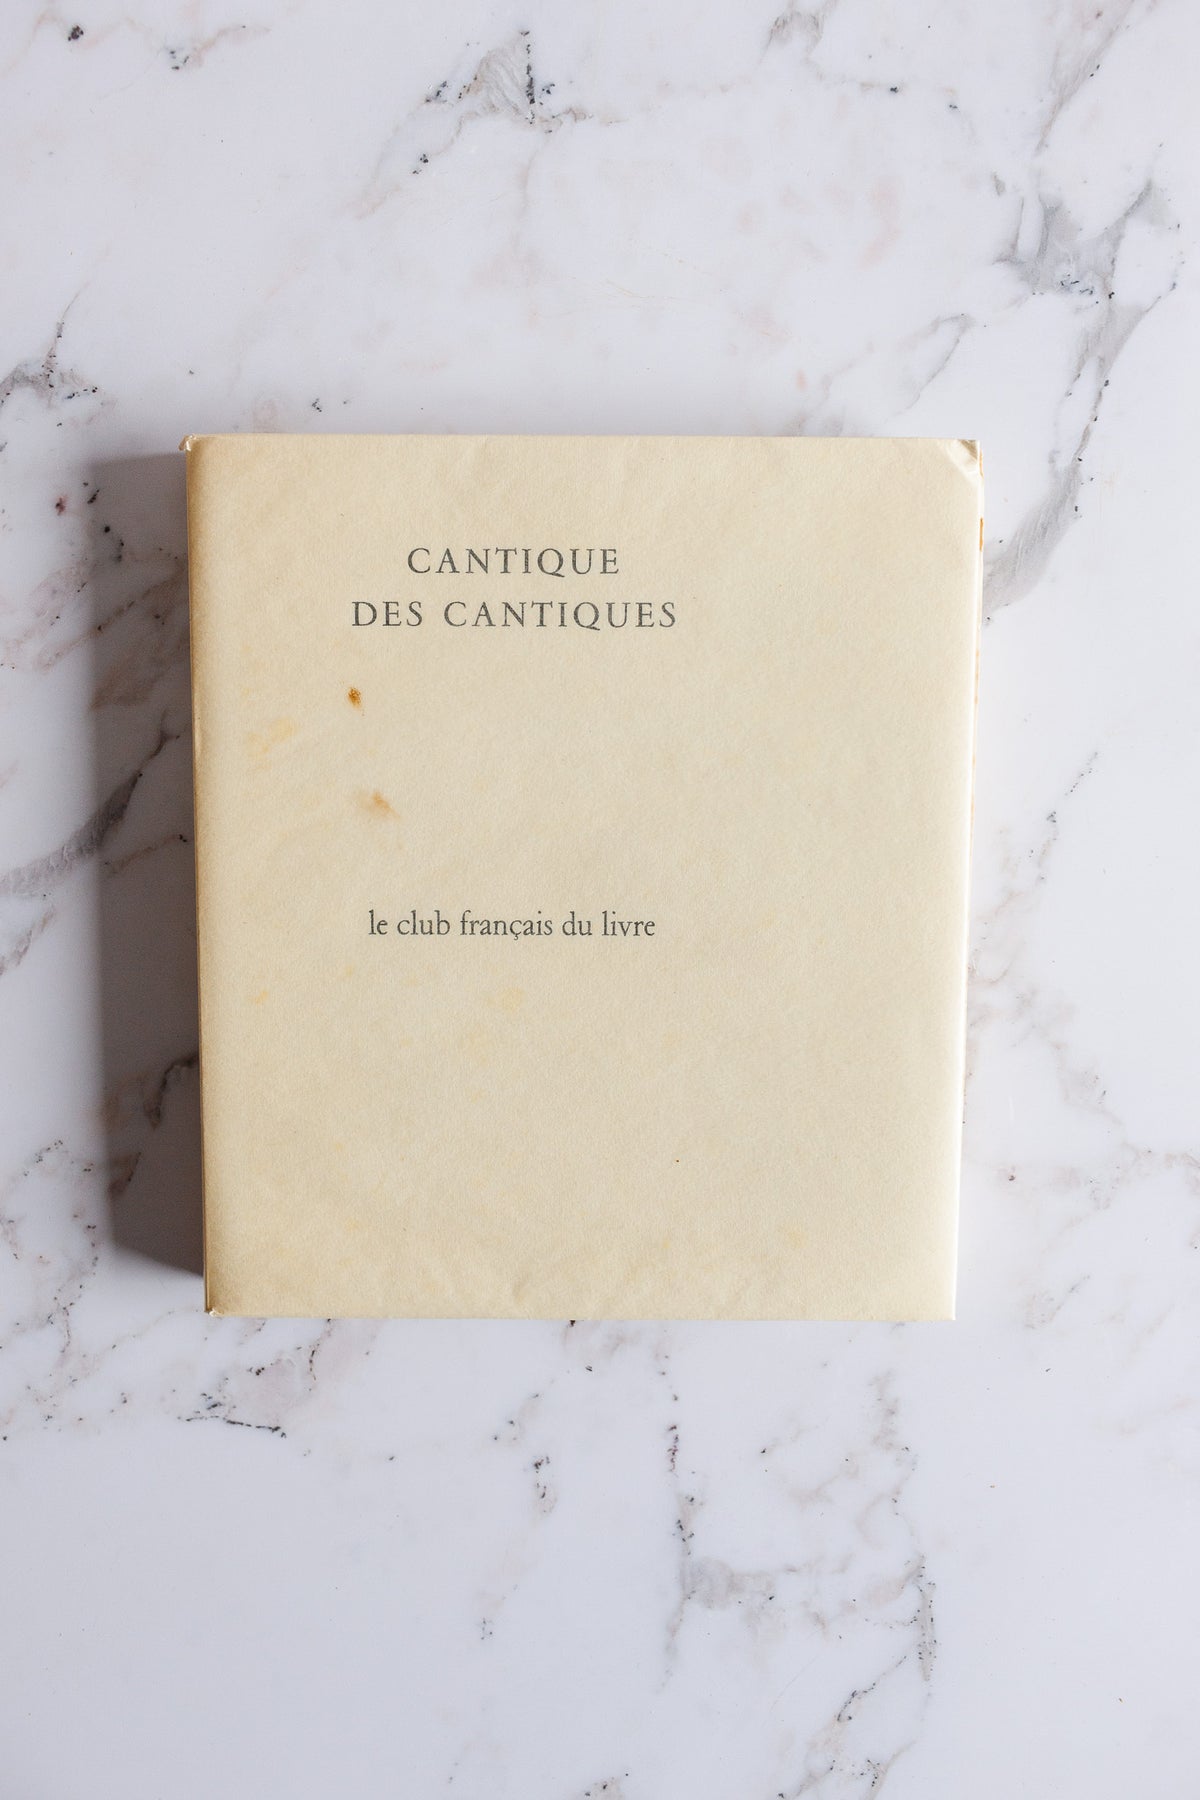 CANTIQUE
DES CANTIQUES
le club français du livre